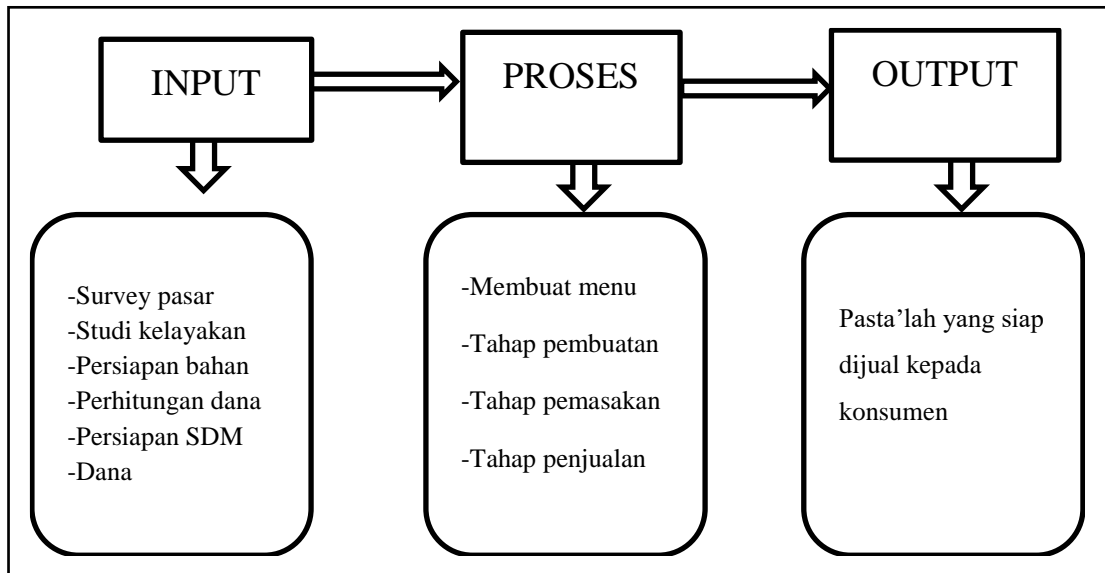 INPUT
PROSES
OUTPUT
-Survey pasar
-Studi kelayakan
-Persiapan bahan
-Perhitungan dana
-Persiapan SDM
-Dana
-Membuat menu
-Tahap pembuatan
-Tahap pemasakan
-Tahap penjualan
Pasta’lah yang siap
dijual kepada
konsumen